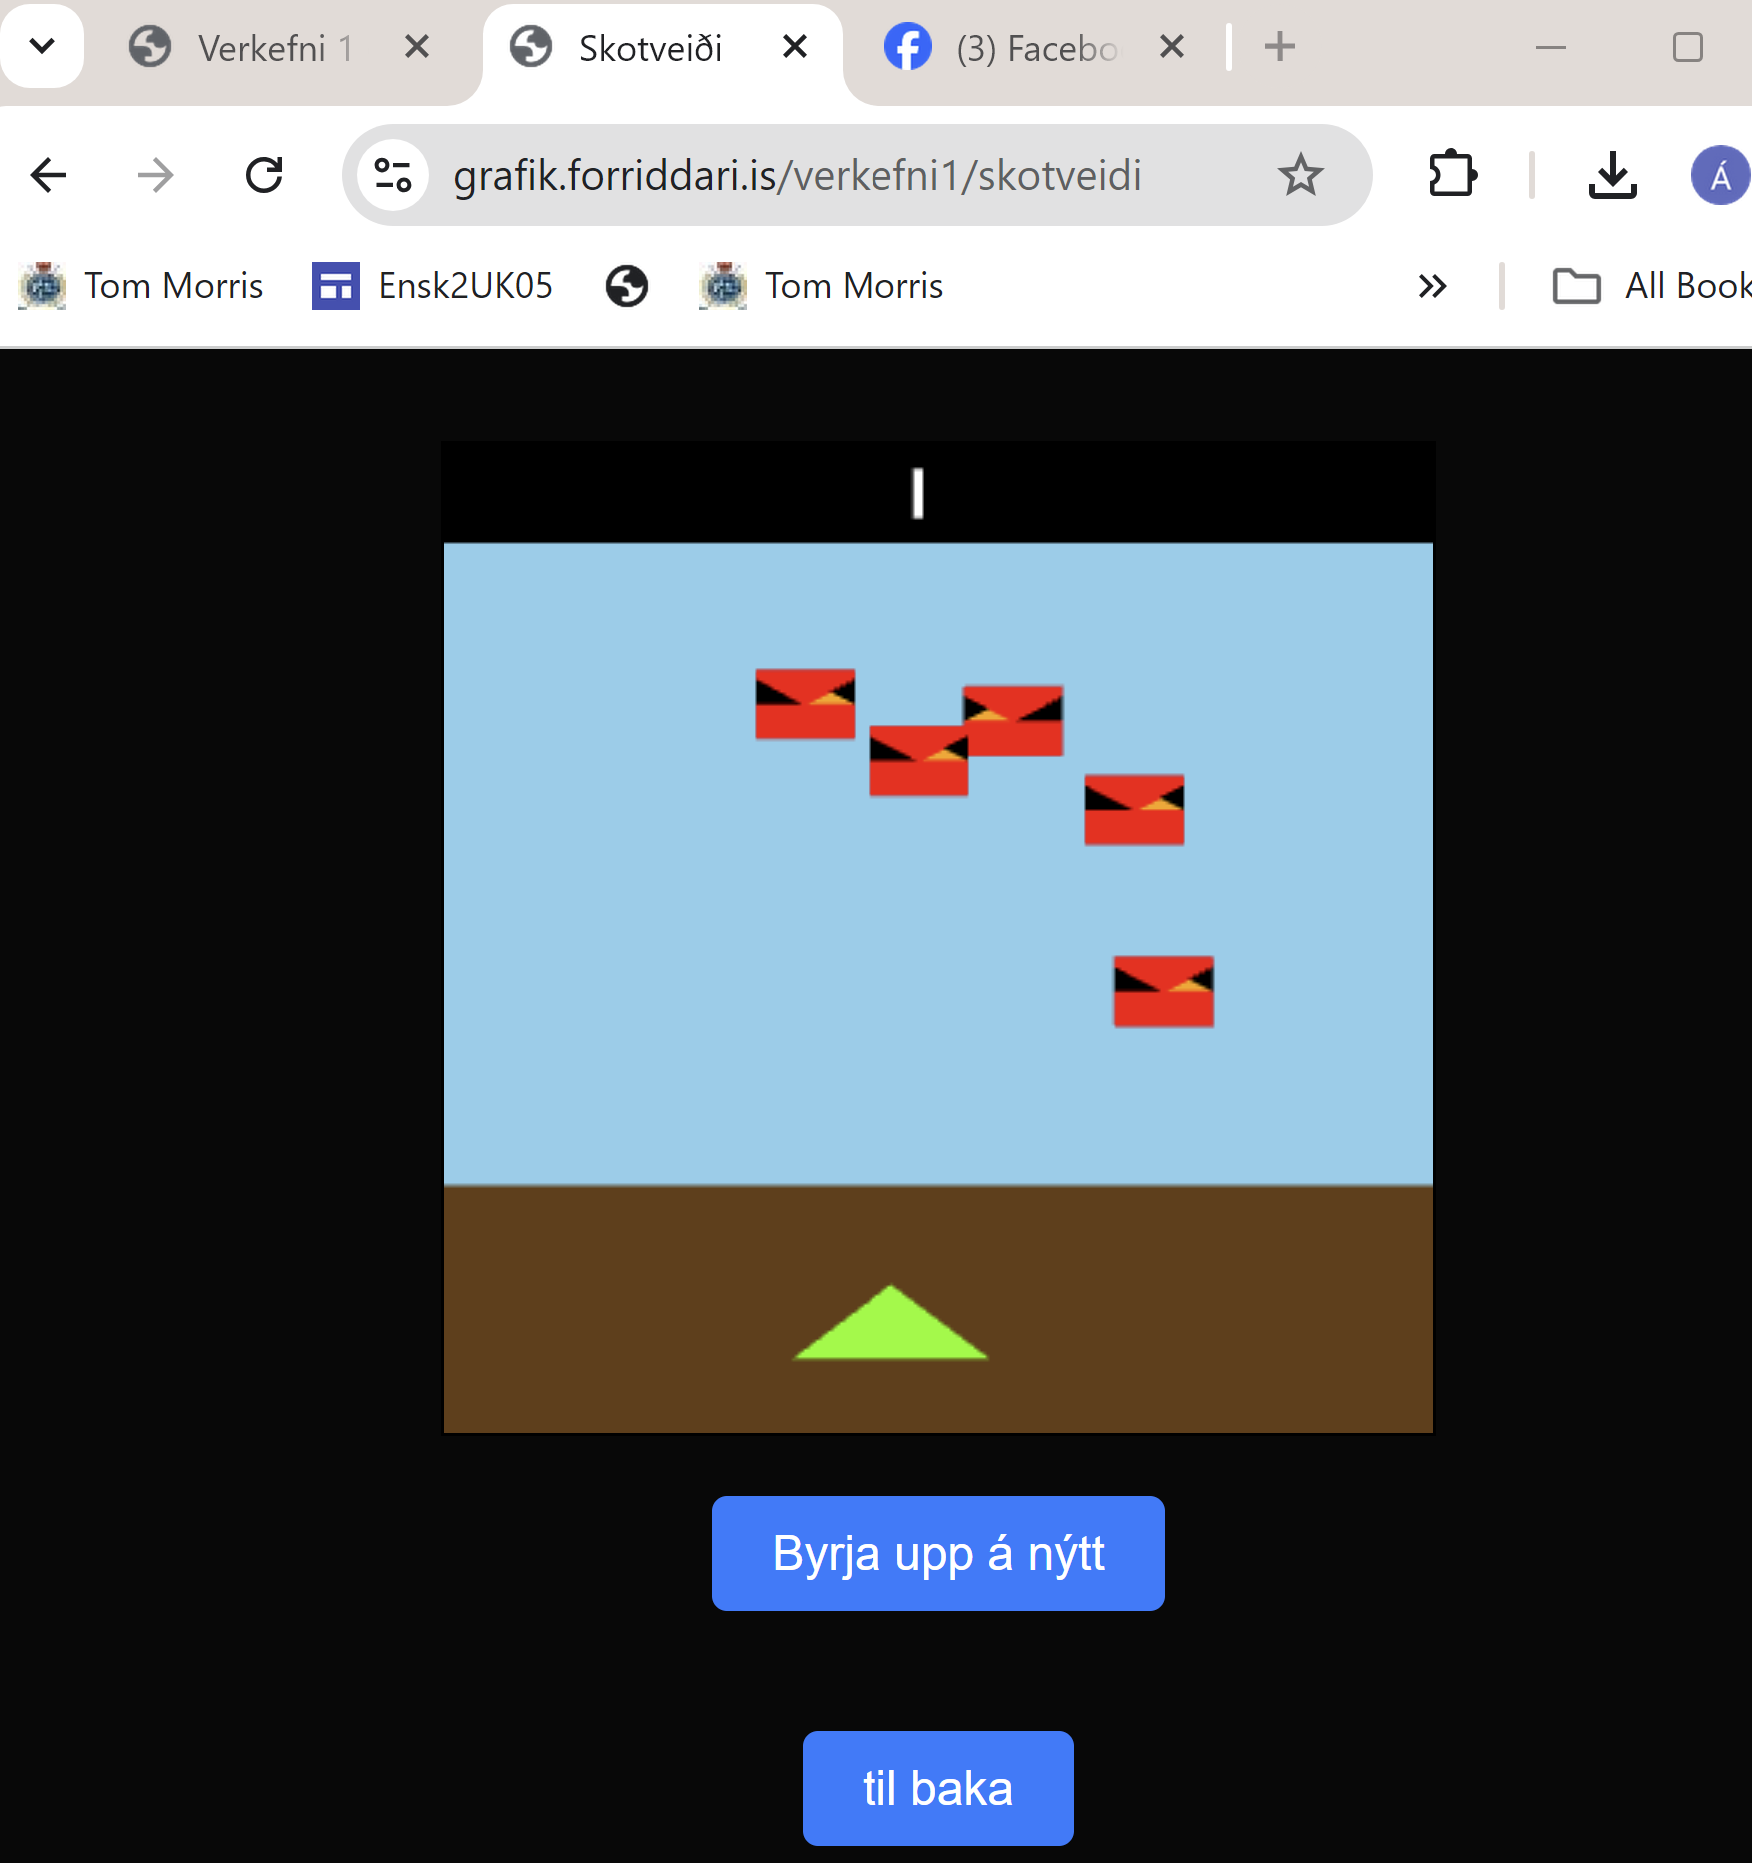 Verkefni 1
Skotveiði
(3) Facebo
grafik.forriddari.is/verkefni1/skotveidi
Á
Tom Morris
Ensk2UK05
Tom Morris
All Book
Byrja upp á nýtt
til baka